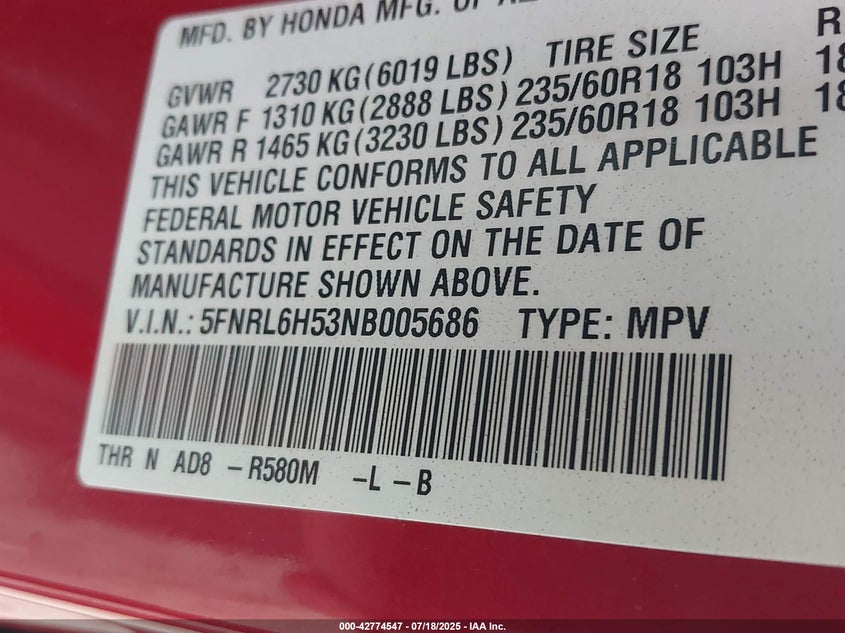 MFD. BY HONDA MFG. OF
R
GVWR 2730 KG (6019 LBS) TIRE SIZE
GAWR F 1310 KG (2888 LBS) 235/60R18 103H 18
GAWR R 1465 KG (3230 LBS) 235/60R18 103H 18
THIS VEHICLE CONFORMS TO ALL APPLICABLE
FEDERAL MOTOR VEHICLE SAFETY
STANDARDS IN EFFECT ON THE DATE OF
MANUFACTURE SHOWN ABOVE.
V.I.N.: 5FNRL6H53NB005686 TYPE: MPV
THR N AD8 -R580M -L -B
000-42774547 - 07/18/2025 - IAA Inc.